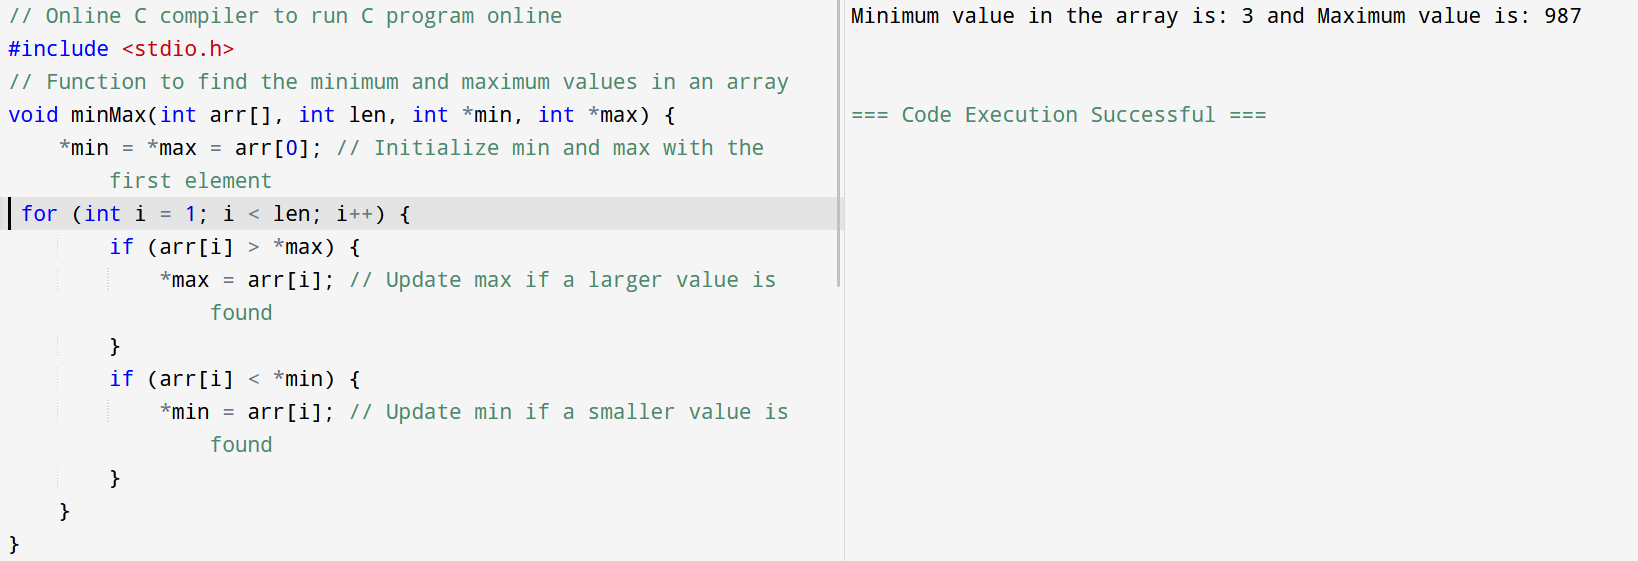 // Online C compiler to run C program online
#include <stdio.h>
// Function to find the minimum and maximum values in an array
void minMax(int arr[], int len, int *min, int *max) {
    *min = *max = arr[0]; // Initialize min and max with the
        first element
 for (int i = 1; i < len; i++) {
        if (arr[i] > *max) {
            *max = arr[i]; // Update max if a larger value is
                found
        }
        if (arr[i] < *min) {
            *min = arr[i]; // Update min if a smaller value is
                found
        }
    }
}
Minimum value in the array is: 3 and Maximum value is: 987
=== Code Execution Successful ===